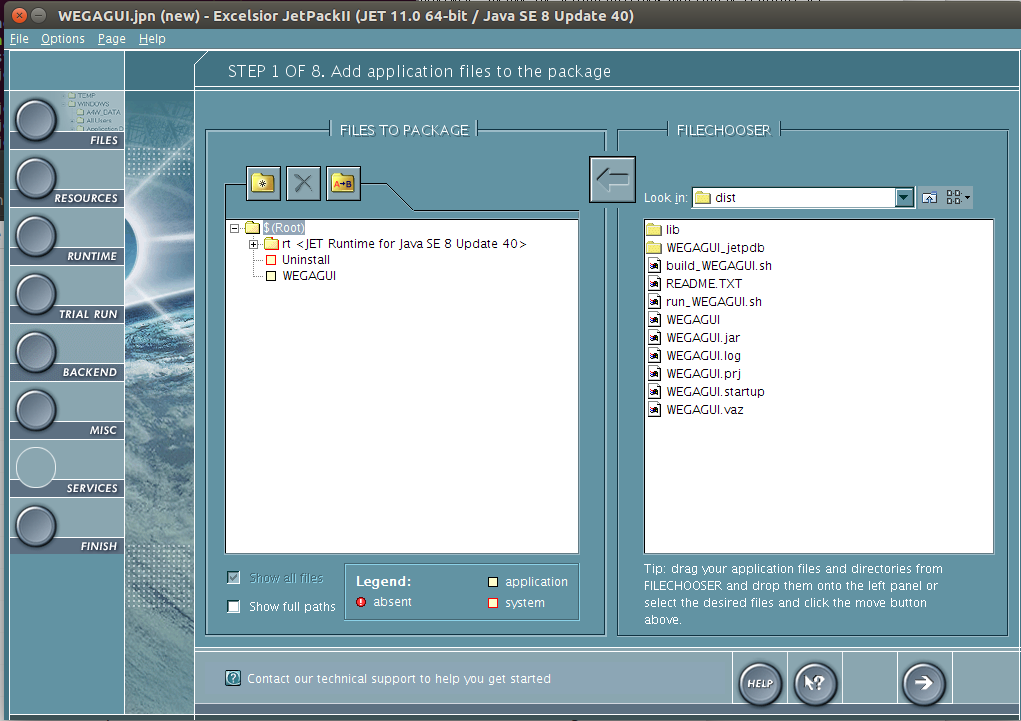 WEGAGUI.jpn (new) - Excelsior JetPackII (JET 11.0 64-bit / Java SE 8 Update 40)
File Options Page Help
STEP 1 OF 8. Add application files to the package
TEMP
WINDOWS
A4W_DATA
All Users
Application D
FILES
RESOURCES
RUNTIME
TRIAL RUN
BACKEND
MISC
SERVICES
FINISH
FILES TO PACKAGE
A B
$(Root)
rt <JET Runtime for Java SE 8 Update 40>
Uninstall
WEGAGUI
Show all files
Show full paths
Legend:
application
absent
system
FILECHOOSER
Look in: dist
lib
WEGAGUI_jetpdb
build_WEGAGUI.sh
README.TXT
run_WEGAGUI.sh
WEGAGUI
WEGAGUI.jar
WEGAGUI.log
WEGAGUI.prj
WEGAGUI.startup
WEGAGUI.vaz
Tip: drag your application files and directories from
FILECHOOSER and drop them onto the left panel or
select the desired files and click the move button
above.
? Contact our technical support to help you get started
HELP
?